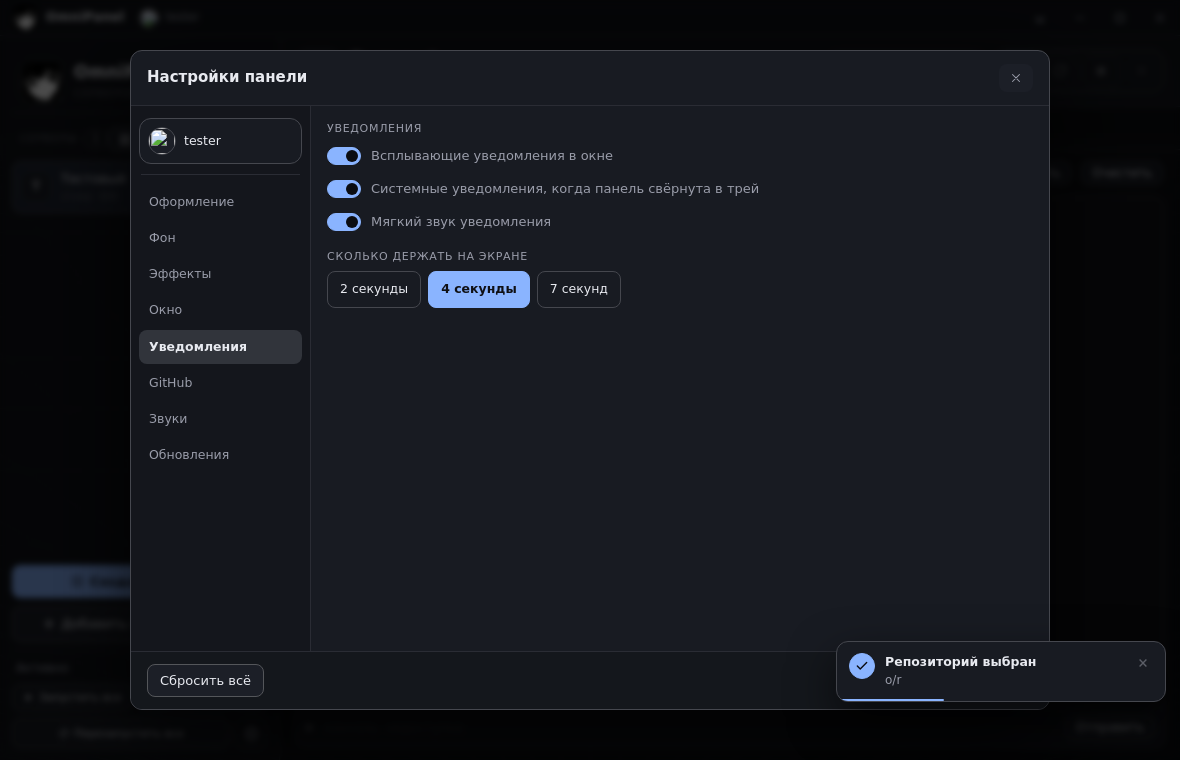 OmniPanel
Настройки панели
tester
Оформление
Фон
Эффекты
Окно
Уведомления
GitHub
Звуки
Обновления
УВЕДОМЛЕНИЯ
Всплывающие уведомления в окне
Системные уведомления, когда панель свёрнута в трей
Мягкий звук уведомления
СКОЛЬКО ДЕРЖАТЬ НА ЭКРАНЕ
2 секунды
4 секунды
7 секунд
Сбросить всё
Репозиторий выбран
o/r